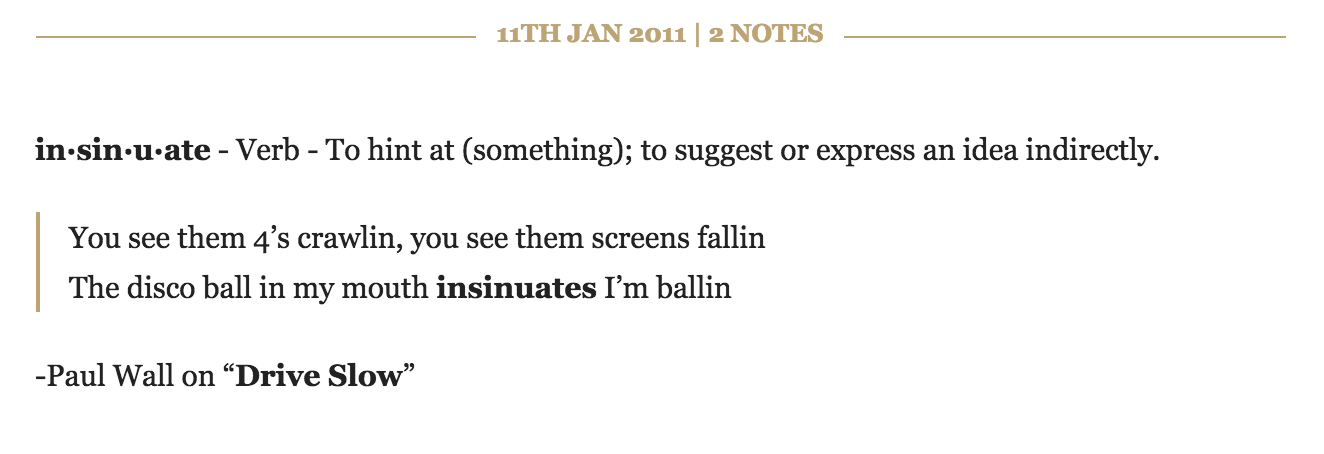 11TH JAN 2011 | 2 NOTES
in·sin·u·ate - Verb - To hint at (something); to suggest or express an idea indirectly.
You see them 4’s crawlin, you see them screens fallin
The disco ball in my mouth insinuates I’m ballin
-Paul Wall on “Drive Slow”